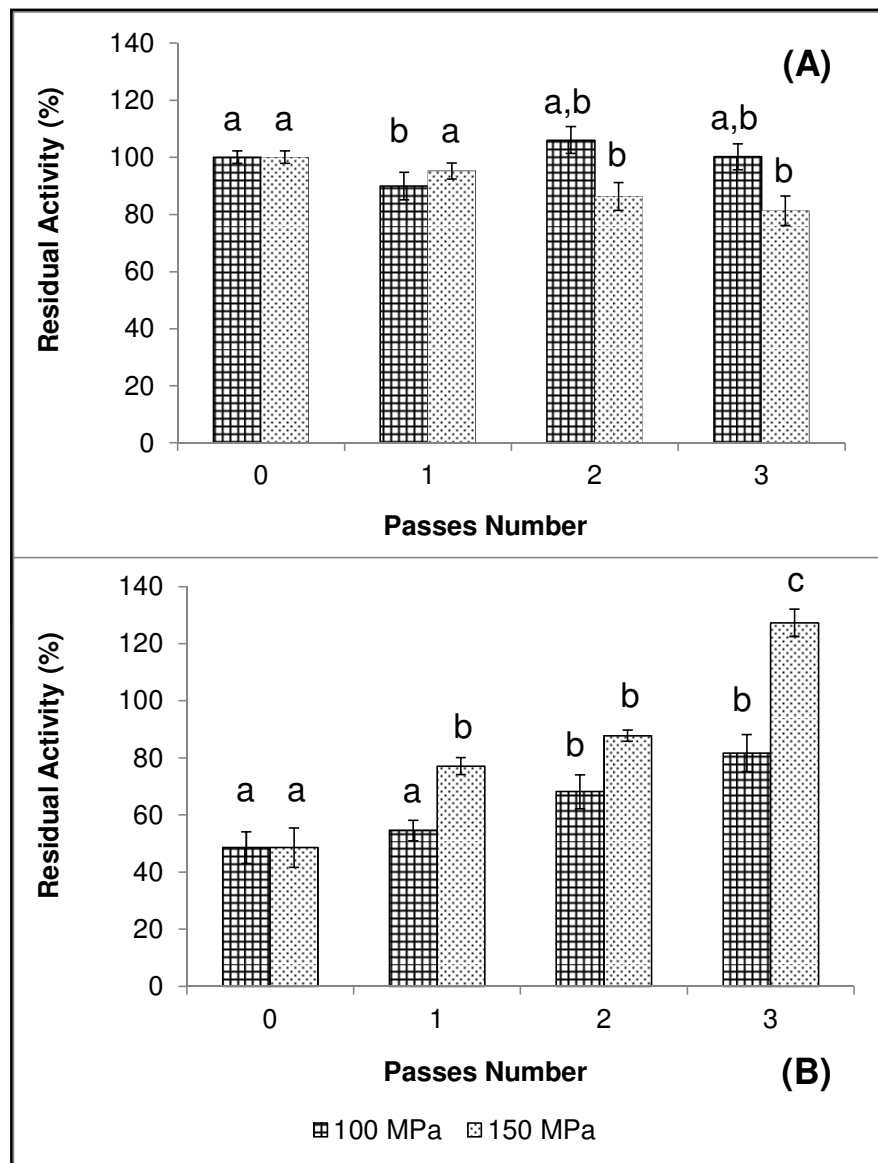 (A)
Residual Activity (%)
140
120
100
80
60
40
20
0
a a b a a,b b a,b b
0 1 2 3
Passes Number
Residual Activity (%)
140
120
100
80
60
40
20
0
a a a b b b b c
0 1 2 3
Passes Number
(B)
100 MPa 150 MPa